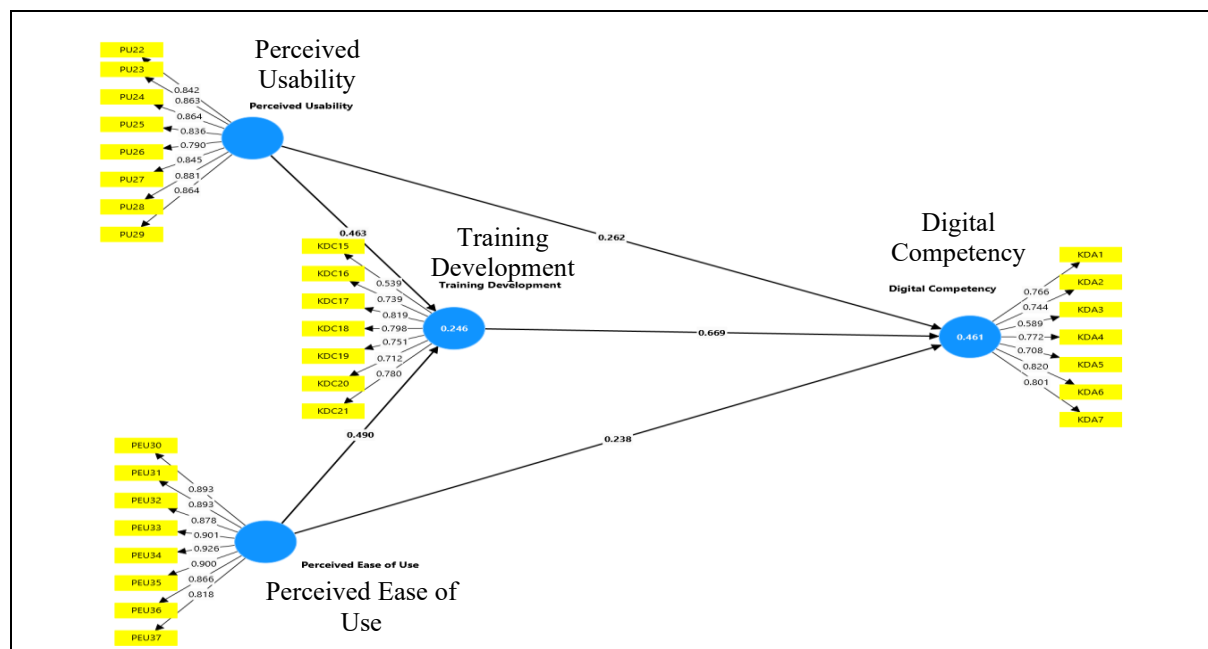 Perceived
Usability
Perceived Usability
PU22
PU23
PU24
PU25
PU26
PU27
PU28
PU29
0.842
0.863
0.864
0.836
0.790
0.845
0.881
0.864
0.463
0.262
Training
Development
Training Development
KDC15
KDC16
KDC17
KDC18
KDC19
KDC20
KDC21
0.539
0.739
0.819
0.798
0.751
0.712
0.780
0.246
0.669
Digital
Competency
Digital Competency
0.461
0.766
0.744
0.589
0.772
0.708
0.820
0.801
KDA1
KDA2
KDA3
KDA4
KDA5
KDA6
KDA7
0.490
0.238
PEU30
PEU31
PEU32
PEU33
PEU34
PEU35
PEU36
PEU37
0.893
0.893
0.878
0.901
0.926
0.900
0.866
0.818
Perceived Ease of Use
Perceived Ease of
Use